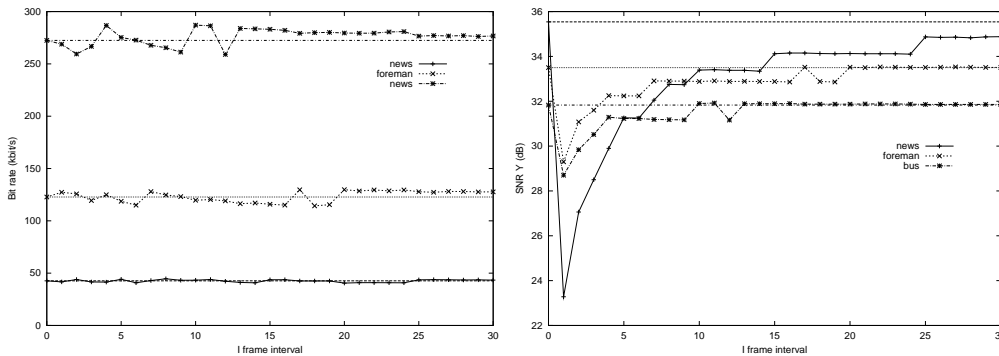 300
250
200
150
100
50
0
0 5 10 15 20 25 30
Bit rate (kbit/s)
I frame interval
news
foreman
news
36
34
32
30
28
26
24
22
0 5 10 15 20 25 30
SNR Y (dB)
I frame interval
news
foreman
bus